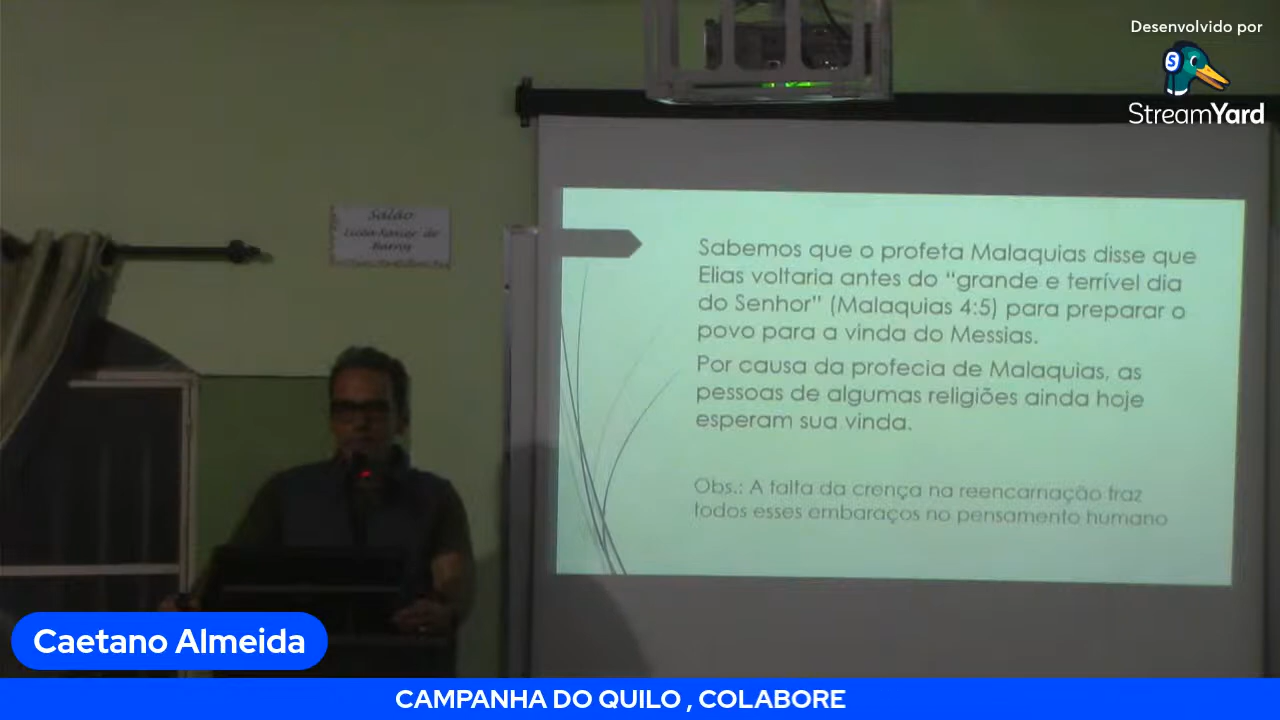 Desenvolvido por
StreamYard
Salão
Barros
Sabemos que o profeta Malaquias disse que
Elias voltaria antes do “grande e terrível dia
do Senhor” (Malaquias 4:5) para preparar o
povo para a vinda do Messias.
Por causa da profecia de Malaquias, as
pessoas de algumas religiões ainda hoje
esperam sua vinda.
Obs.: A falta da crença na reencarnação traz
todos esses embaraços no pensamento humano
Caetano Almeida
CAMPANHA DO QUILO , COLABORE